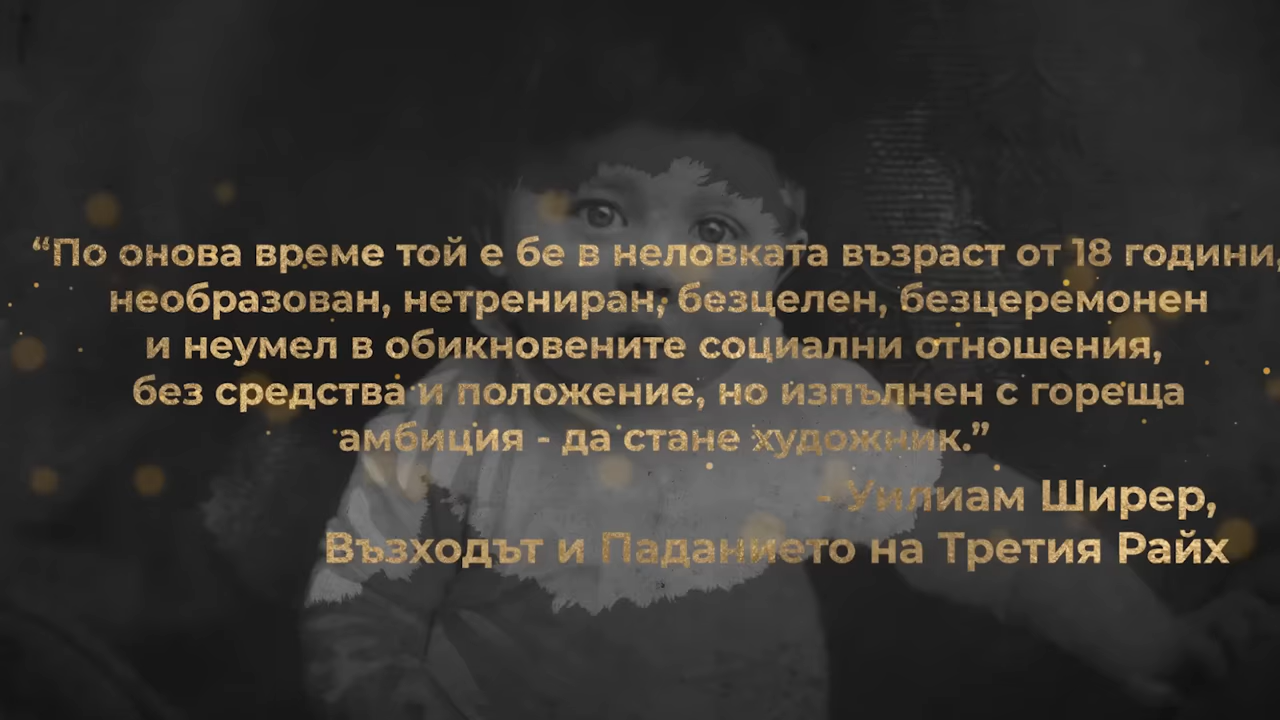 “По онова време той е бе в неловката възраст от 18 години,
необразован, нетрениран, безцелен, безцеремонен
и неумел в обикновените социални отношения,
без средства и положение, но изпълнен с гореща
амбиция - да стане художник.”
- Уилиам Ширер,
Възходът и Паданието на Третия Райх